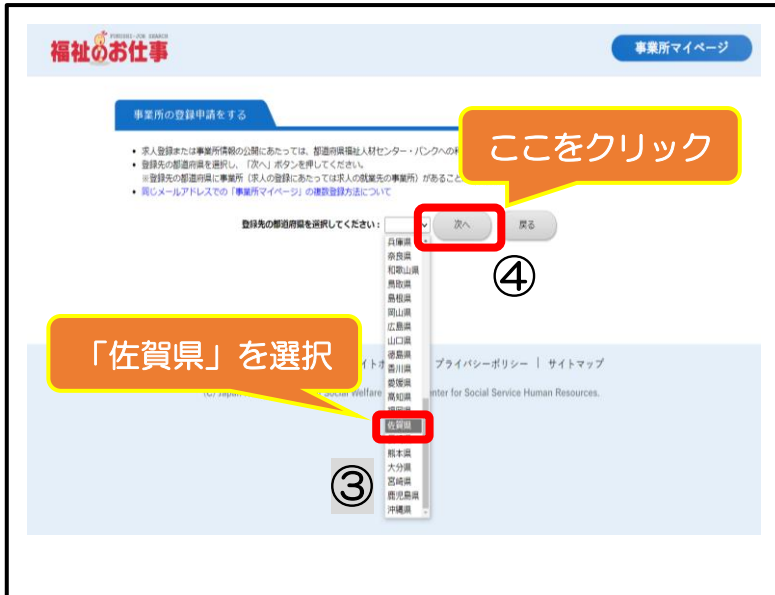 FUKUSHI-JOB SEARCH
福祉のお仕事
事業所マイページ
事業所の登録申請をする
ここをクリック
• 求人登録または事業所情報の公開にあたっては、都道府県福祉人材センター・バンクへの
• 登録先の都道府県を選択し、「次へ」ボタンを押してください。
※登録先の都道府県に事業所（求人の登録にあたっては求人の就業先の事業所）があること
• 同じメールアドレスでの「事業所マイページ」の複数登録方法について
登録先の都道府県を選択してください：
次へ
戻る
④
兵庫県
奈良県
和歌山県
鳥取県
島根県
岡山県
広島県
山口県
徳島県
香川県
愛媛県
高知県
福岡県
佐賀県
熊本県
大分県
宮崎県
鹿児島県
沖縄県
「佐賀県」を選択
③
プライバシーポリシー | サイトマップ
(C) Japan
Social Welfare
nter for Social Service Human Resources.